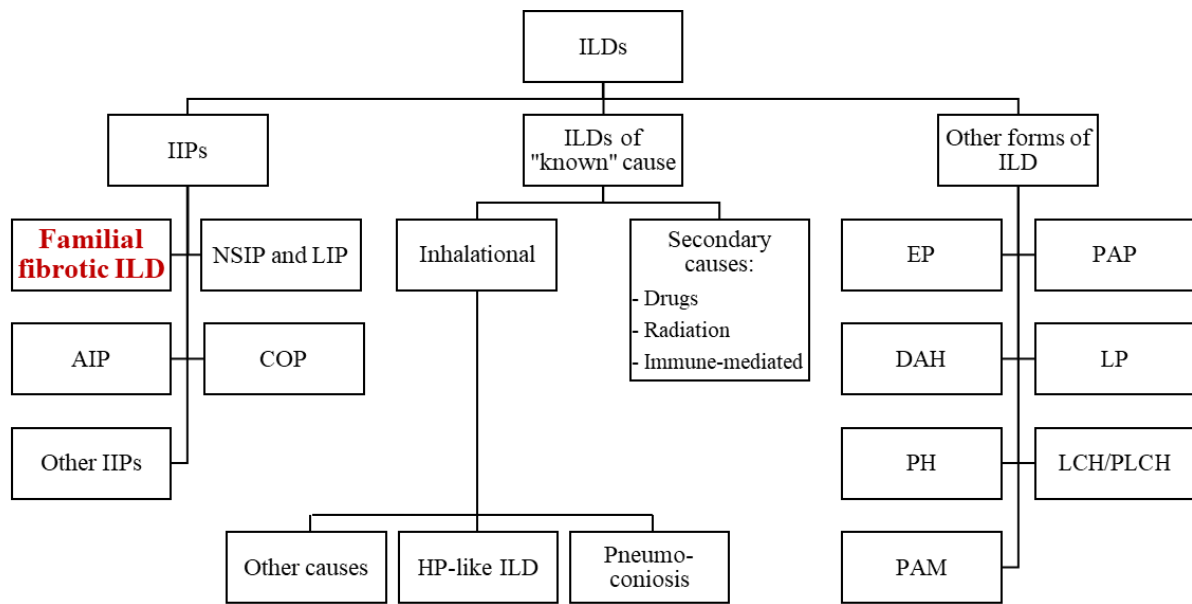 ILDs
IIPs
ILDs of
"known" cause
Other forms of
ILD
Familial
fibrotic ILD
NSIP and LIP
Inhalational
Secondary
causes:
- Drugs
- Radiation
- Immune-mediated
EP
PAP
AIP
COP
DAH
LP
Other IIPs
PH
LCH/PLCH
Other causes
HP-like ILD
Pneumo-
coniosis
PAM